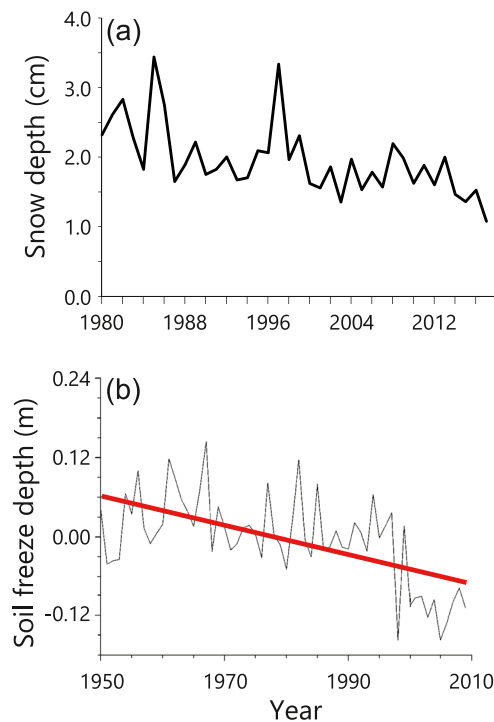 (a)
Snow depth (cm)
4.0
3.0
2.0
1.0
0.0
1980 1988 1996 2004 2012
(b)
Soil freeze depth (m)
0.24
0.12
0.00
-0.12
1950 1970 1990 2010
Year